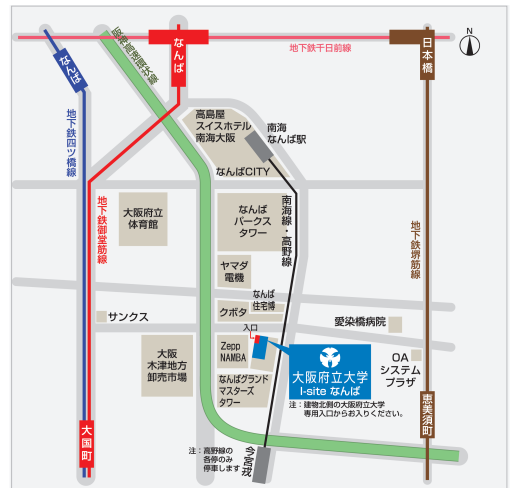 なんば
なんば
阪神高速環状線
地下鉄千日前線
日本橋
N
地下鉄四ツ橋線
高島屋
スイスホテル
南海大阪
南海
なんば駅
なんばCITY
大阪府立
体育館
地下鉄御堂筋線
なんば
パークス
タワー
南海線・高野線
地下鉄堺筋線
ヤマダ
電機
なんば
住宅博
クボタ
サンクス
入口
愛染橋病院
大阪
木津地方
卸売市場
Zepp
NAMBA
大阪府立大学
I-site なんば
OA
システム
プラザ
なんばグランド
マスターズ
タワー
注：建物北側の大阪府立大学
専用入口からお入りください。
大国町
恵美須町
注：高野線の
各停のみ
停車します
今宮戎